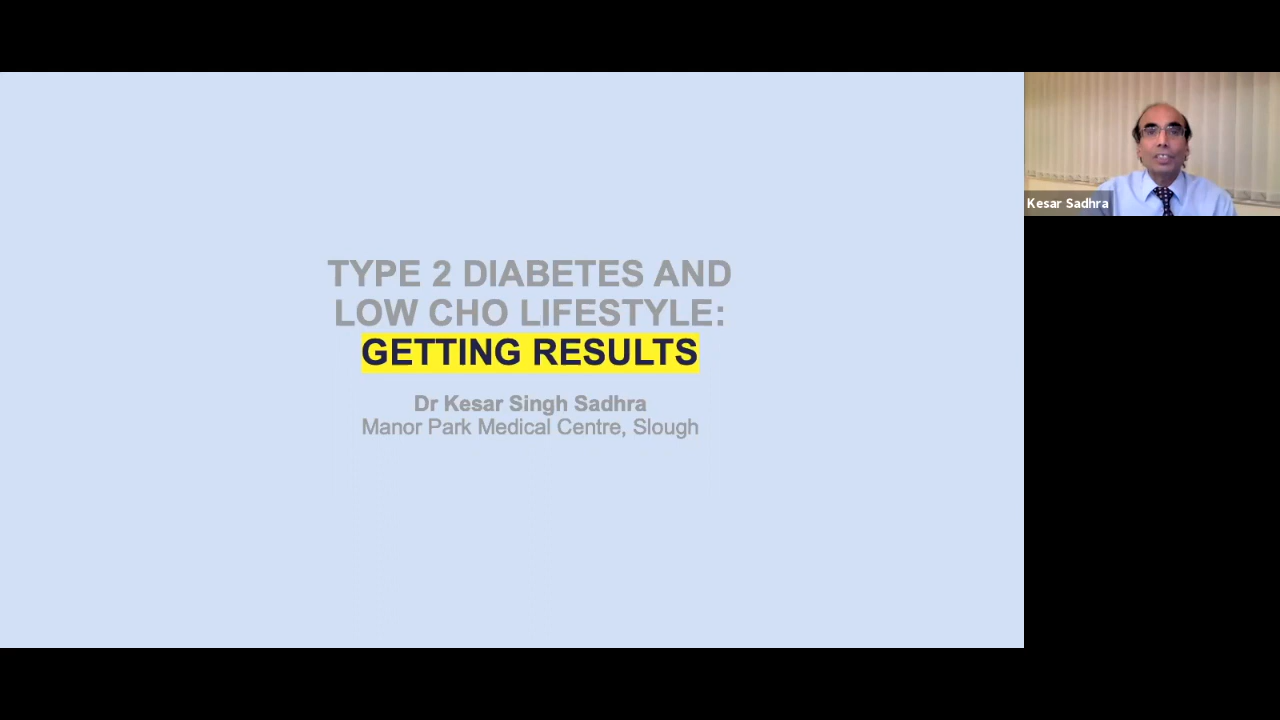 TYPE 2 DIABETES AND
LOW CHO LIFESTYLE:
GETTING RESULTS
Dr Kesar Singh Sadhra
Manor Park Medical Centre, Slough
Kesar Sadhra